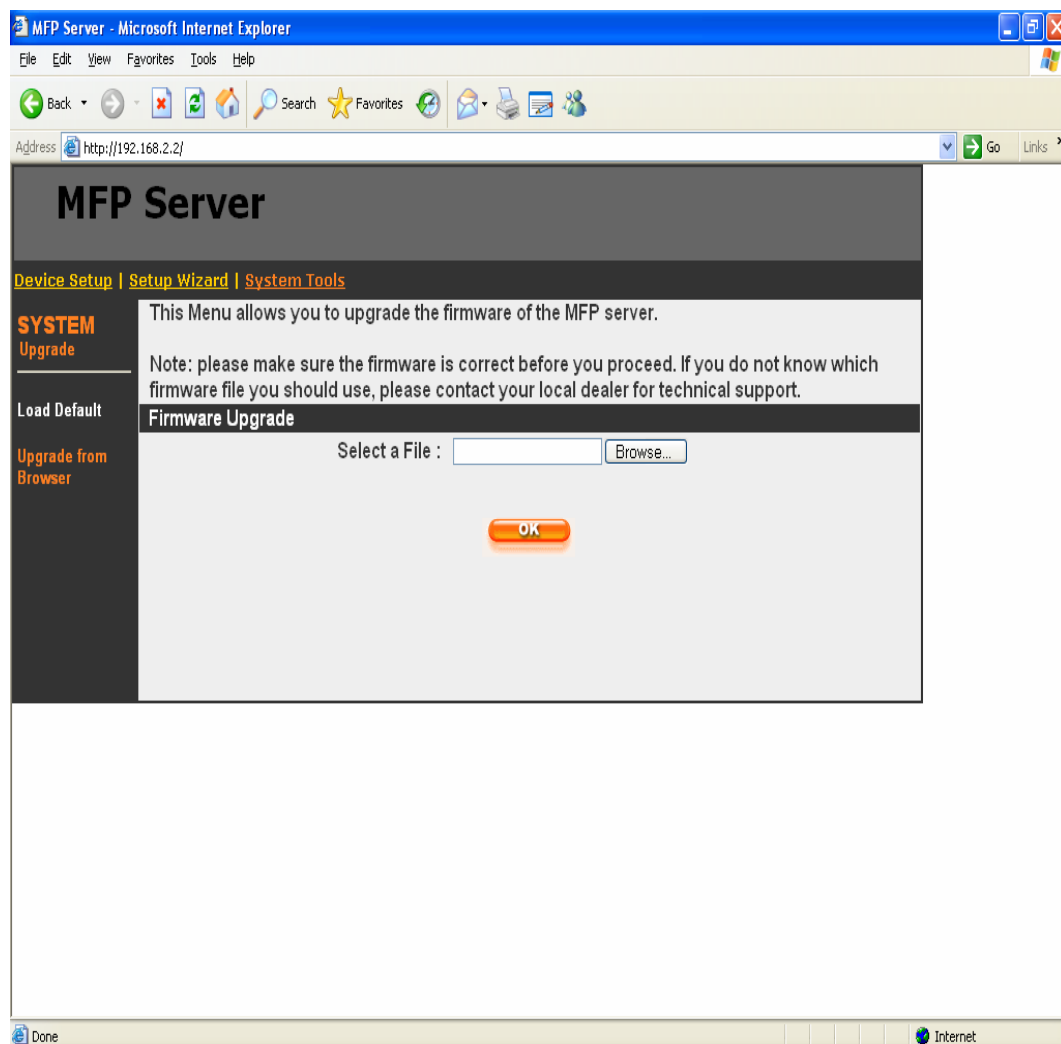 MFP Server - Microsoft Internet Explorer
File Edit View Favorites Tools Help
Back Search Favorites
Address http://192.168.2.2/ Go Links
MFP Server
Device Setup | Setup Wizard | System Tools
SYSTEM
Upgrade
Load Default
Upgrade from
Browser
This Menu allows you to upgrade the firmware of the MFP server.
Note: please make sure the firmware is correct before you proceed. If you do not know which
firmware file you should use, please contact your local dealer for technical support.
Firmware Upgrade
Select a File : Browse...
OK
Done Internet